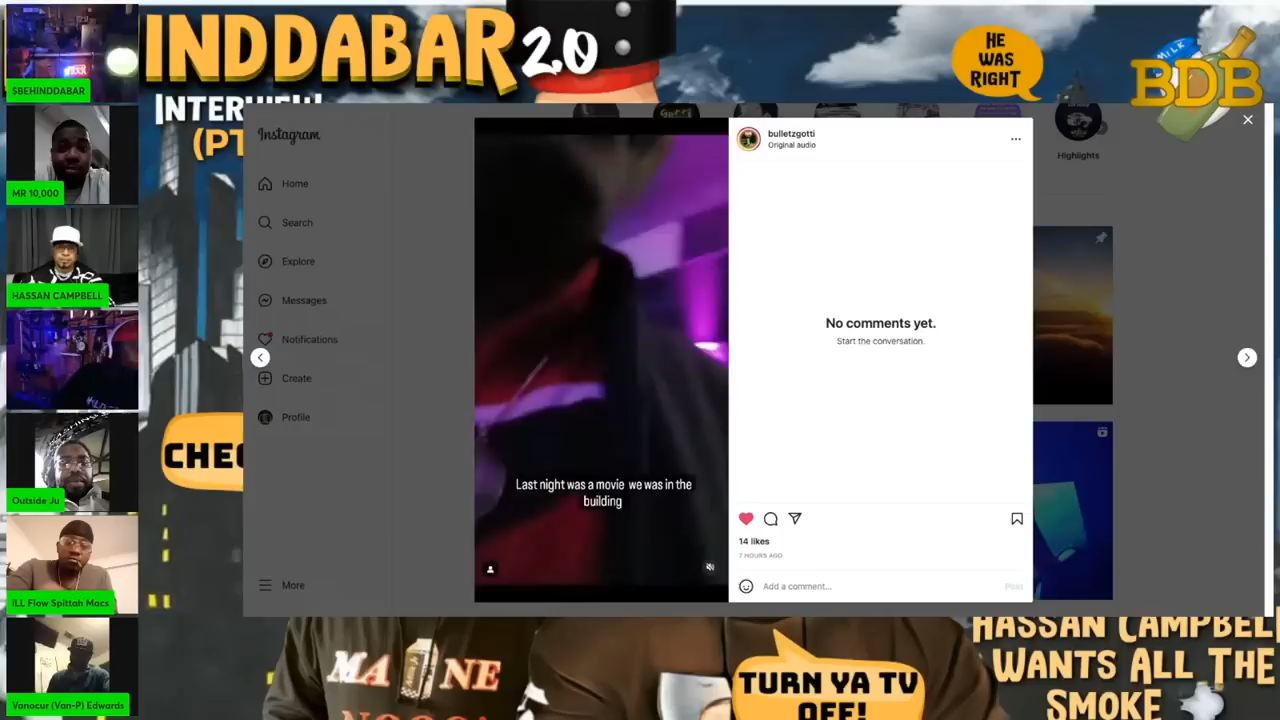 INDDABAR 2.0
INTERVIEW
(PT
HE
WAS
RIGHT
MILK
BDB
$BEHINDDABAR
MR 10,000
HASSAN CAMPBELL
Outside Ju
iLL Flow Spittah Macs
Vanocur (Van-P) Edwards
Instagram
Home
Search
Explore
Messages
Notifications
Create
Profile
More
Last night was a movie we was in the
building
bulletzgotti
Original audio
No comments yet.
Start the conversation.
14 likes
7 HOURS AGO
Add a comment...
Post
Highlights
CHEC
MA NE
TURN YA TV
OFF!
HASSAN CAMPBELL
WANTS ALL THE
SMOKE